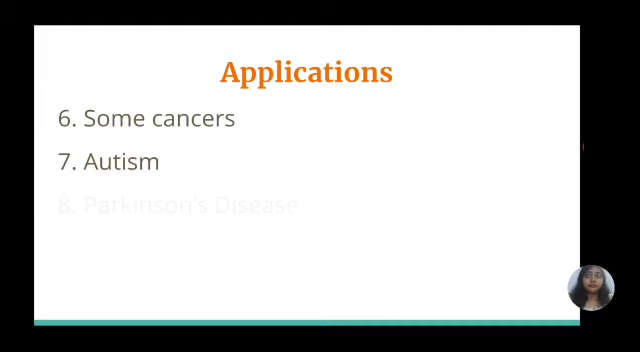 Applications
6. Some cancers
7. Autism
8. Parkinson's Disease